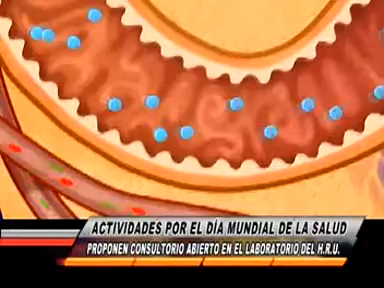 ACTIVIDADES POR EL DÍA MUNDIAL DE LA SALUD
PROPONEN CONSULTORIO ABIERTO EN EL LABORATORIO DEL H.R.U.